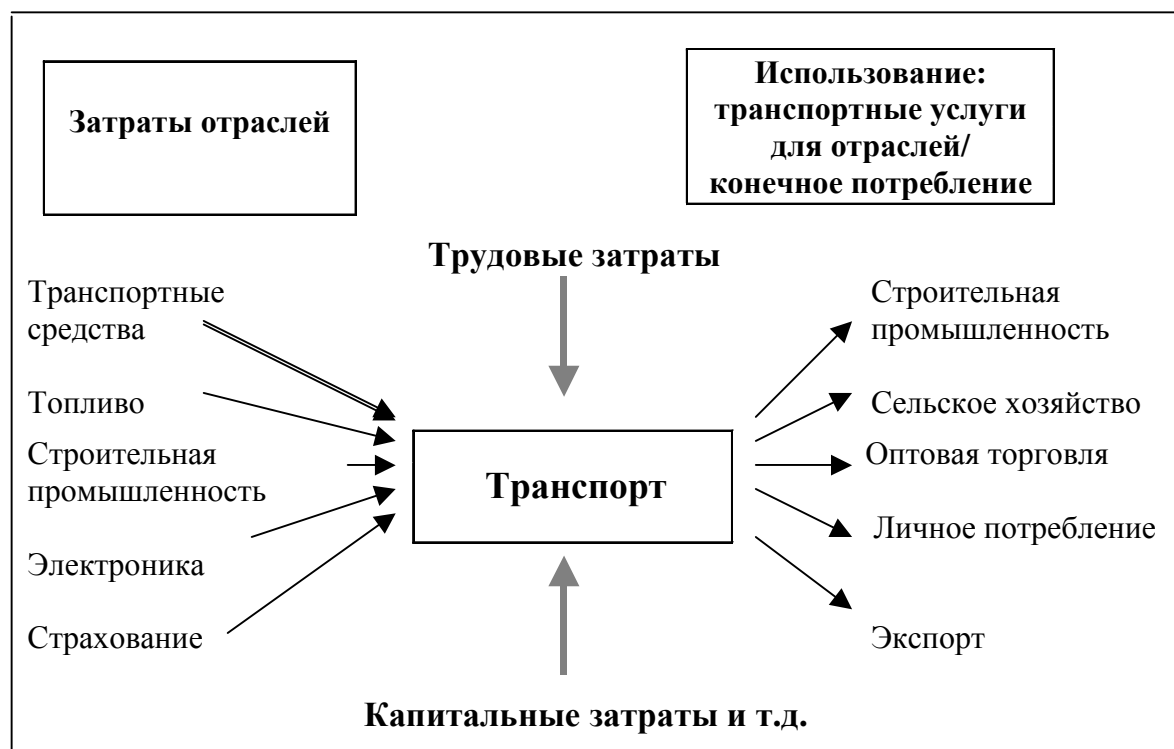 Затраты отраслей
Использование:
транспортные услуги
для отраслей/
конечное потребление
Трудовые затраты
Транспортные
средства
Топливо
Строительная
промышленность
Электроника
Страхование
Транспорт
Строительная
промышленность
Сельское хозяйство
Оптовая торговля
Личное потребление
Экспорт
Капитальные затраты и т.д.